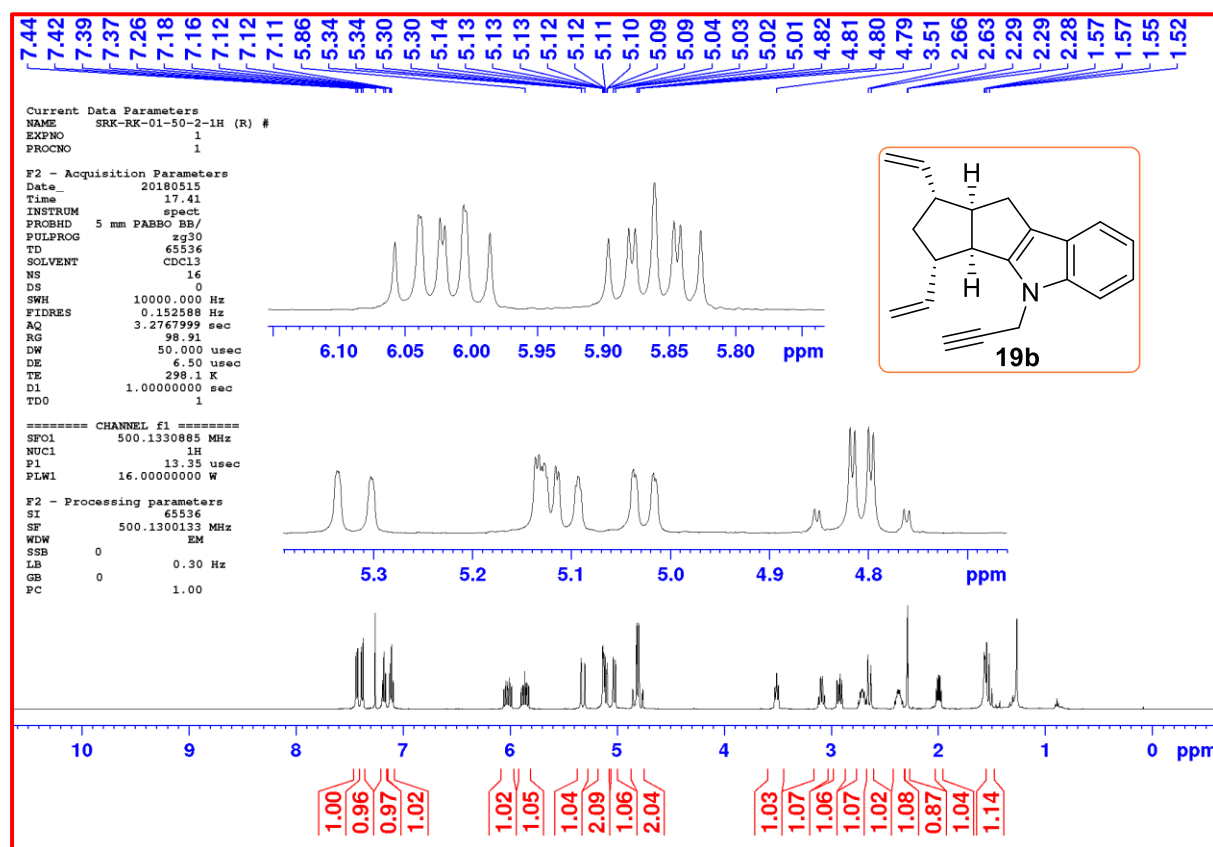 7.44 7.42 7.39 7.37 7.26 7.18 7.16 7.12 7.12 7.11 5.86 5.34 5.34 5.30 5.30 5.14 5.13 5.13 5.13 5.12 5.12 5.11 5.10 5.09 5.09 5.04 5.03 5.02 5.01 4.82 4.81 4.80 4.79 3.51 2.66 2.63 2.29 2.29 2.28 1.57 1.57 1.55 1.52
Current Data Parameters
NAME SRK-RK-01-50-2-1H (R) #
EXPNO 1
PROCNO 1
F2 - Acquisition Parameters
Date_ 20180515
Time 17.41
INSTRUM spect
PROBHD 5 mm PABBO BB/
PULPROG zg30
TD 65536
SOLVENT CDCl3
NS 16
DS 0
SWH 10000.000 Hz
FIDRES 0.152588 Hz
AQ 3.2767999 sec
RG 98.91
DW 50.000 usec
DE 6.50 usec
TE 298.1 K
D1 1.00000000 sec
TD0 1
======== CHANNEL f1 ========
SFO1 500.1330885 MHz
NUC1 1H
P1 13.35 usec
PLW1 16.00000000 W
F2 - Processing parameters
SI 65536
SF 500.1300133 MHz
WDW EM
SSB 0
LB 0.30 Hz
GB 0
PC 1.00
H
H
N
19b
6.10 6.05 6.00 5.95 5.90 5.85 5.80 ppm
5.3 5.2 5.1 5.0 4.9 4.8 ppm
10 9 8 7 6 5 4 3 2 1 0 ppm
1.00 0.96 0.97 1.02 1.02 1.05 1.04 2.09 1.06 2.04 1.03 1.07 1.06 1.07 1.02 1.08 0.87 1.04 1.14